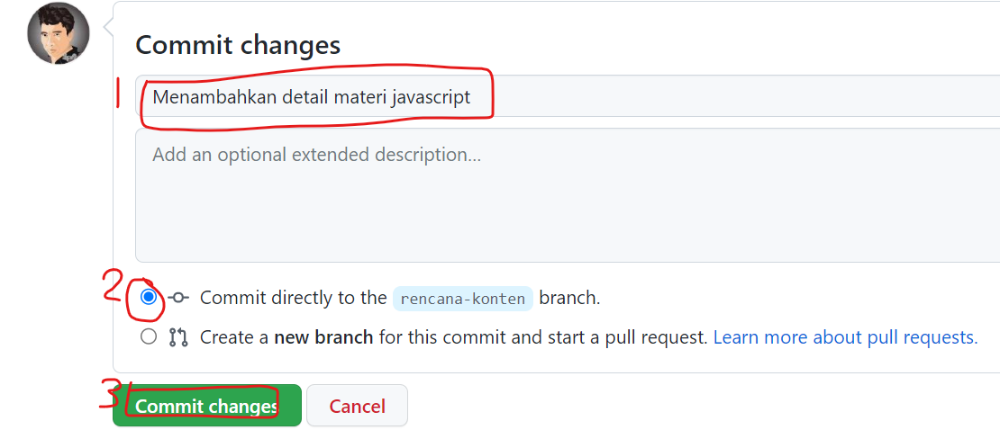 Commit changes
1
Menambahkan detail materi javascript
Add an optional extended description...
2
Commit directly to the rencana-konten branch.
Create a new branch for this commit and start a pull request. Learn more about pull requests.
3
Commit changes
Cancel